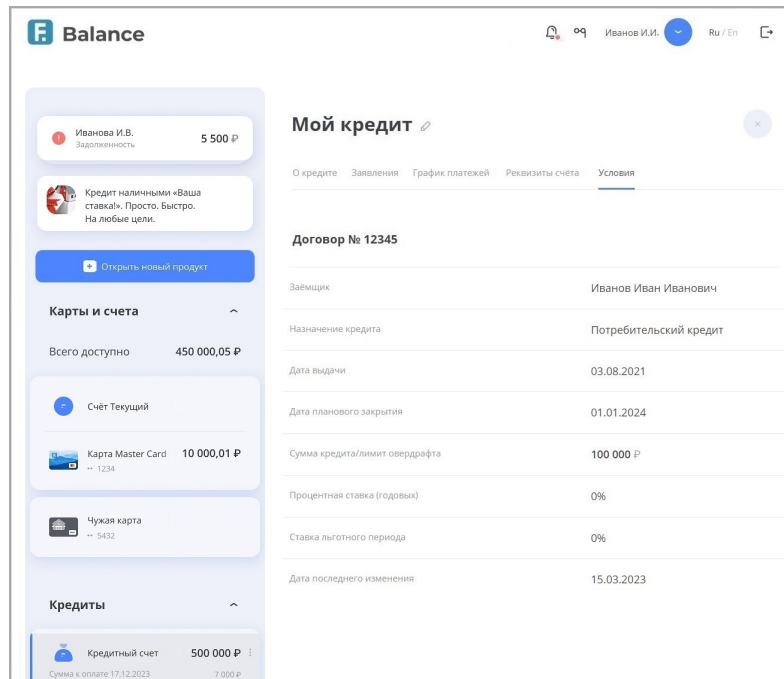 F. Balance
Иванов И.И.
Ru / En
Иванова И.В.
Задолженность
5 500 ₽
Кредит наличными «Ваша
ставка!». Просто. Быстро.
На любые цели.
+ Открыть новый продукт
Карты и счета
Всего доступно 450 000,05 ₽
Счёт Текущий
Карта Master Card 10 000,01 ₽
•• 1234
Чужая карта
•• 5432
Кредиты
Кредитный счет 500 000 ₽
Сумма к оплате 17.12.2023 7 000 ₽
Мой кредит
О кредите Заявления График платежей Реквизиты счёта Условия
Договор № 12345
Заёмщик Иванов Иван Иванович
Назначение кредита Потребительский кредит
Дата выдачи 03.08.2021
Дата планового закрытия 01.01.2024
Сумма кредита/лимит овердрафта 100 000 ₽
Процентная ставка (годовых) 0%
Ставка льготного периода 0%
Дата последнего изменения 15.03.2023